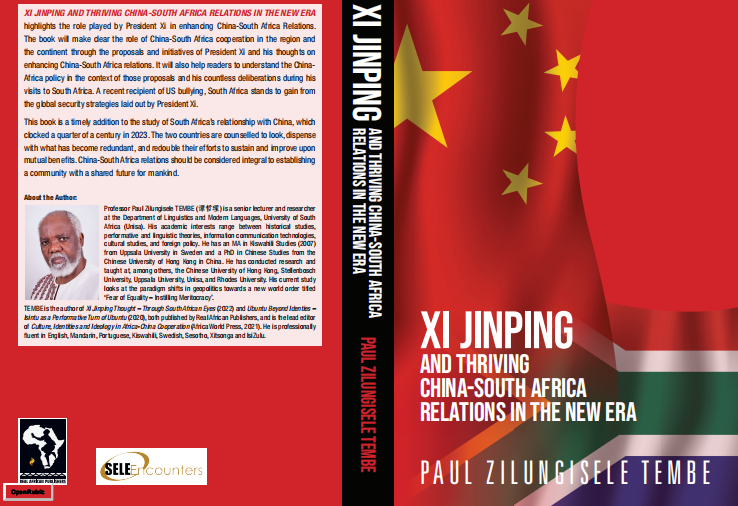 XI JINPING AND THRIVING CHINA-SOUTH AFRICA RELATIONS IN THE NEW ERA
highlights the role played by President Xi in enhancing China-South Africa Relations.
The book will make clear the role of China-South Africa cooperation in the region and
the continent through the proposals and initiatives of President Xi and his thoughts on
enhancing China-South Africa relations. It will also help readers to understand the China-
Africa policy in the context of those proposals and his countless deliberations during his
visits to South Africa. A recent recipient of US bullying, South Africa stands to gain from
the global security strategies laid out by President Xi.
This book is a timely addition to the study of South Africa's relationship with China, which
clocked a quarter of a century in 2023. The two countries are counselled to look, dispense
with what has become redundant, and redouble their efforts to sustain and improve upon
mutual benefits. China-South Africa relations should be considered integral to establishing
a community with a shared future for mankind.
About the Author:
Professor Paul Zilungisele TEMBE (谭哲理) is a senior lecturer and researcher
at the Department of Linguistics and Modern Languages, University of South
Africa (Unisa). His academic interests range between historical studies,
performative and linguistic theories, information communication technologies,
cultural studies, and foreign policy. He has an MA in Kiswahili Studies (2007)
from Uppsala University in Sweden and a PhD in Chinese Studies from the
Chinese University of Hong Kong in China. He has conducted research and
taught at, among others, the Chinese University of Hong Kong, Stellenbosch
University, Uppsala University, Unisa, and Rhodes University. His current study
looks at the paradigm shifts in geopolitics towards a new world order titled
'Fear of Equality – Instilling Meritocracy'.
TEMBE is the author of Xi Jinping Thought – Through South African Eyes (2022) and Ubuntu Beyond Identities –
Isintu as a Performative Turn of Ubuntu (2020), both published by Real African Publishers, and is the lead editor
of Culture, Identities and Ideology in Africa-China Cooperation (Africa World Press, 2021). He is professionally
fluent in English, Mandarin, Portuguese, Kiswahili, Swedish, Sesotho, Xitsonga and IsiZulu.
SELE Encounters
OpenRubric
XI JINPING
AND THRIVING CHINA-SOUTH AFRICA
RELATIONS IN THE NEW ERA
PAUL ZILUNGISELE TEMBE
XI JINPING
AND THRIVING
CHINA-SOUTH AFRICA
RELATIONS IN THE NEW ERA
PAUL ZILUNGISELE TEMBE